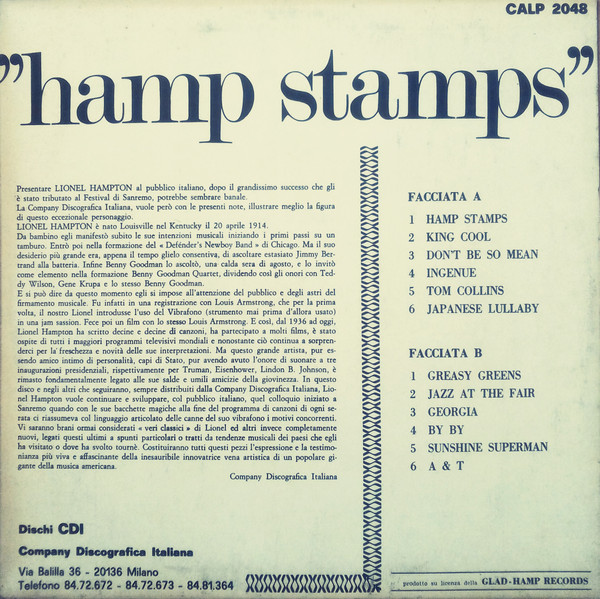 CALP 2048
"hamp stamps"
Presentare LIONEL HAMPTON al pubblico italiano, dopo il grandissimo successo che gli
è stato tributato al Festival di Sanremo, potrebbe sembrare banale.
La Company Discografica Italiana, vuole però con le presenti note, illustrare meglio la figura
di questo eccezionale personaggio.
LIONEL HAMPTON è nato Louisville nel Kentucky il 20 aprile 1914.
Da bambino egli manifestò subito le sue intenzioni musicali iniziando i primi passi su un
tamburo. Entrò poi nella formazione del « Defénder's Newboy Band » di Chicago. Ma il suo
desiderio più grande era, appena il tempo glielo consentiva, di ascoltare estasiato Jimmy Ber-
trand alla batteria. Infine Benny Goodman lo ascoltò, una calda sera di agosto, e lo invitò
come elemento nella formazione Benny Goodman Quartet, dividendo così gli onori con Ted-
dy Wilson, Gene Krupa e lo stesso Benny Goodman.
E si può dire da questo momento egli si impose all'attenzione del pubblico e degli astri del
firmamento musicale. Fu infatti in una registrazione con Louis Armstrong, che per la prima
volta, il nostro Lionel introdusse l'uso del Vibrafono (strumento mai prima d'allora usato)
in una jam session. Fece poi un film con lo stesso Louis Armstrong. E così, dal 1936 ad oggi,
Lionel Hampton ha scritto decine e decine di canzoni, ha partecipato a molti films, è stato
ospite di tutti i maggiori programmi televisivi mondiali e nonostante ciò continua a sorpren-
derci per la freschezza e novità delle sue interpretazioni. Ma questo grande artista, pur es-
sendo amico intimo di personalità, capi di Stato, pur avendo avuto l'onore di suonare a tre
inaugurazioni presidenziali, rispettivamente per Truman, Eisenhower, Lindon B. Johnson, è
rimasto fondamentalmente legato alle sue salde e umili amicizie della giovinezza. In questo
disco e negli altri che seguiranno, sempre distribuiti dalla Company Discografica Italiana, Lio-
nel Hampton vuole continuare e sviluppare, col pubblico italiano, quel colloquio iniziato a
Sanremo quando con le sue bacchette magiche alla fine del programma di canzoni di ogni se-
rata ci riassumeva col linguaggio articolato delle canne del suo vibrafono i motivi concorrenti.
Vi saranno brani ormai considerati « veri classici » di Lionel ed altri invece completamente
nuovi, legati questi ultimi a spunti particolari o tratti da tendenze musicali dei paesi che egli
ha visitato o dove ha svolto tournè. Costituiranno tutti questi pezzi l'espressione e la testimo-
nianza più viva e affascinante della inesauribile innovatrice vena artistica di un popolare gi-
gante della musica americana.
Company Discografica Italiana
FACCIATA A
1 HAMP STAMPS
2 KING COOL
3 DON'T BE SO MEAN
4 INGENUE
5 TOM COLLINS
6 JAPANESE LULLABY
FACCIATA B
1 GREASY GREENS
2 JAZZ AT THE FAIR
3 GEORGIA
4 BY BY
5 SUNSHINE SUPERMAN
6 A & T
Dischi CDI
Company Discografica Italiana
Via Balilla 36 - 20136 Milano
Telefono 84.72.672 - 84.72.673 - 84.81.364
prodotto su licenza della GLAD-HAMP RECORDS